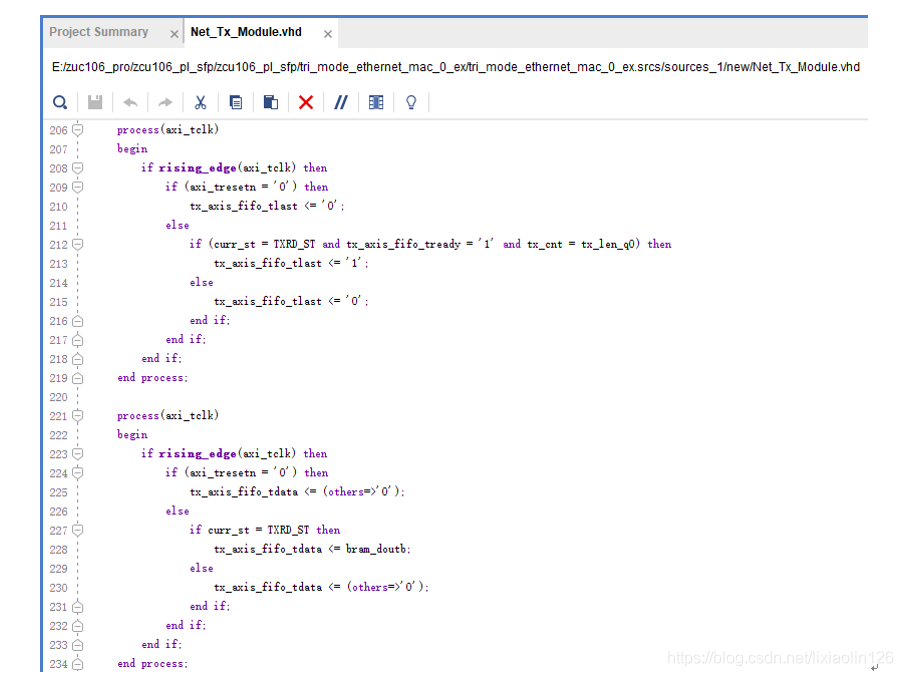 Project Summary × Net_Tx_Module.vhd ×
E:/zuc106_pro/zcu106_pl_sfp/zcu106_pl_sfp/tri_mode_ethernet_mac_0_ex/tri_mode_ethernet_mac_0_ex.srcs/sources_1/new/Net_Tx_Module.vhd
206 process(axi_tclk)
207 begin
208 if rising_edge(axi_tclk) then
209 if (axi_tresetn = '0') then
210 tx_axis_fifo_tlast <= '0';
211 else
212 if (curr_st = TXRD_ST and tx_axis_fifo_tready = '1' and tx_cnt = tx_len_q0) then
213 tx_axis_fifo_tlast <= '1';
214 else
215 tx_axis_fifo_tlast <= '0';
216 end if;
217 end if;
218 end if;
219 end process;
220
221 process(axi_tclk)
222 begin
223 if rising_edge(axi_tclk) then
224 if (axi_tresetn = '0') then
225 tx_axis_fifo_tdata <= (others=>'0');
226 else
227 if curr_st = TXRD_ST then
228 tx_axis_fifo_tdata <= bram_doutb;
229 else
230 tx_axis_fifo_tdata <= (others=>'0');
231 end if;
232 end if;
233 end if;
234 end process;
https://blog.csdn.net/lixiaolin126